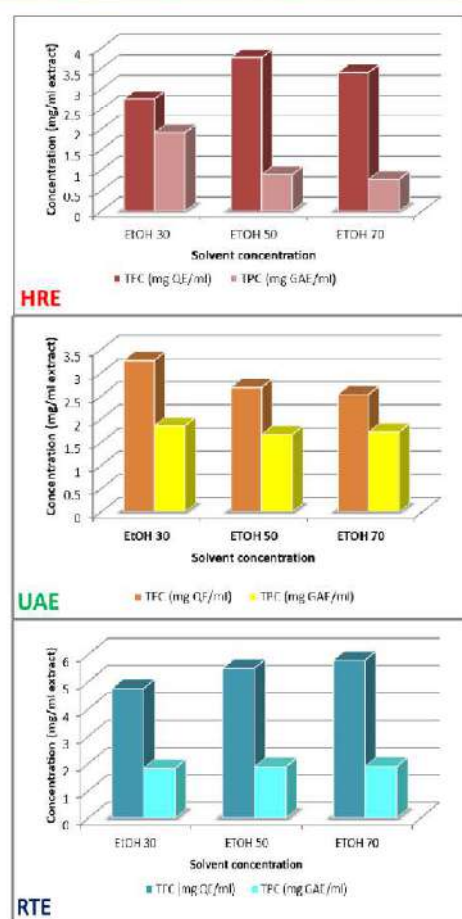 Concentration (mg/ml extract)
4
3.5
3
2.5
2
1.5
1
0.5
0
EtOH 30 ETOH 50 ETOH 70
Solvent concentration
TFC (mg QE/ml) TPC (mg GAE/ml)
HRE
Concentration (mg/ml extract)
3.5
3
2.5
2
1.5
1
0.5
0
EtOH 30 ETOH 50 ETOH 70
Solvent concentration
TFC (mg QE/ml) TPC (mg GAE/ml)
UAE
Concentration (mg/ml extract)
6
5
4
3
2
1
0
EtOH 30 ETOH 50 ETOH 70
Solvent concentration
TFC (mg QE/ml) TPC (mg GAE/ml)
RTE